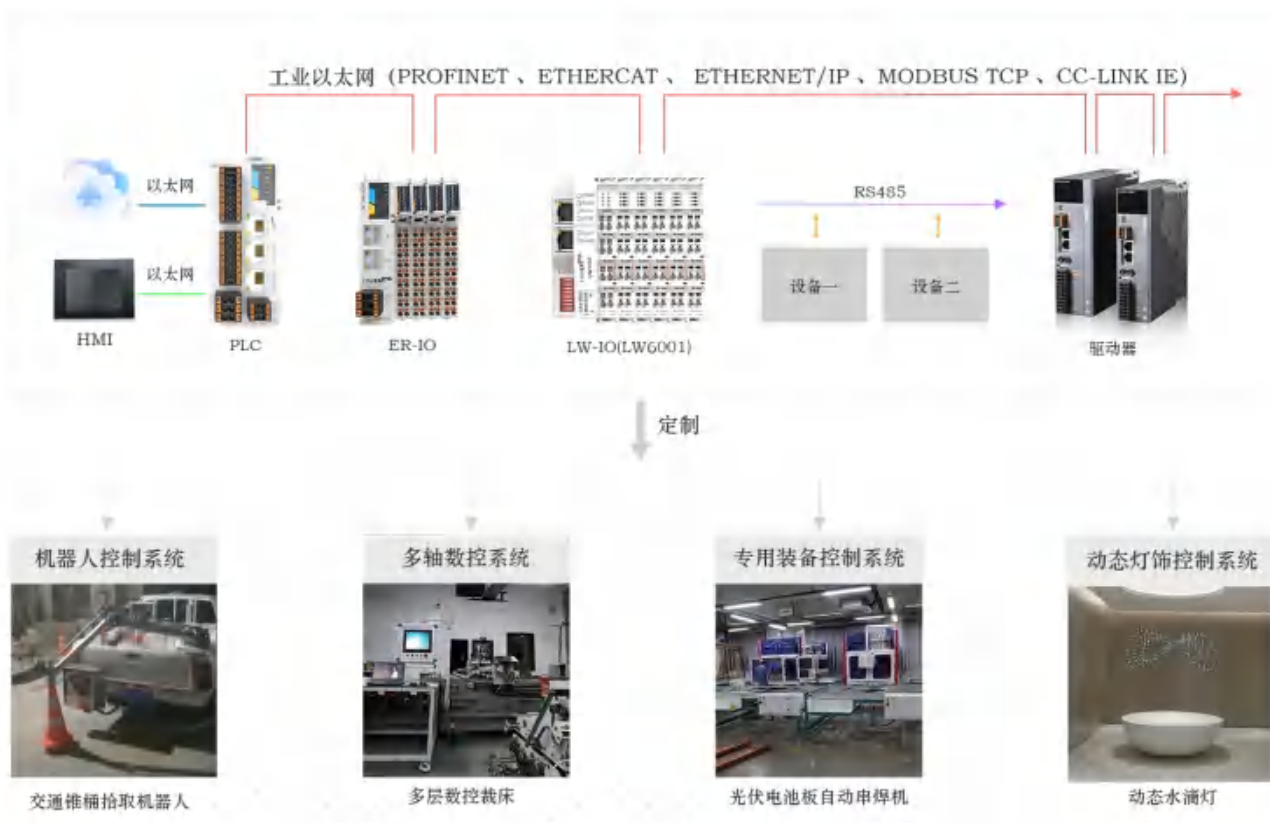 工业以太网（PROFINET 、ETHERCAT 、 ETHERNET/IP 、MODBUS TCP 、CC-LINK IE）
以太网
RS485
以太网
设备一
设备二
HMI
PLC
ER-IO
LW-IO(LW6001)
驱动器
定制
机器人控制系统
多轴数控系统
专用装备控制系统
动态灯饰控制系统
交通锥桶拾取机器人
多层数控裁床
光伏电池板自动串焊机
动态水滴灯